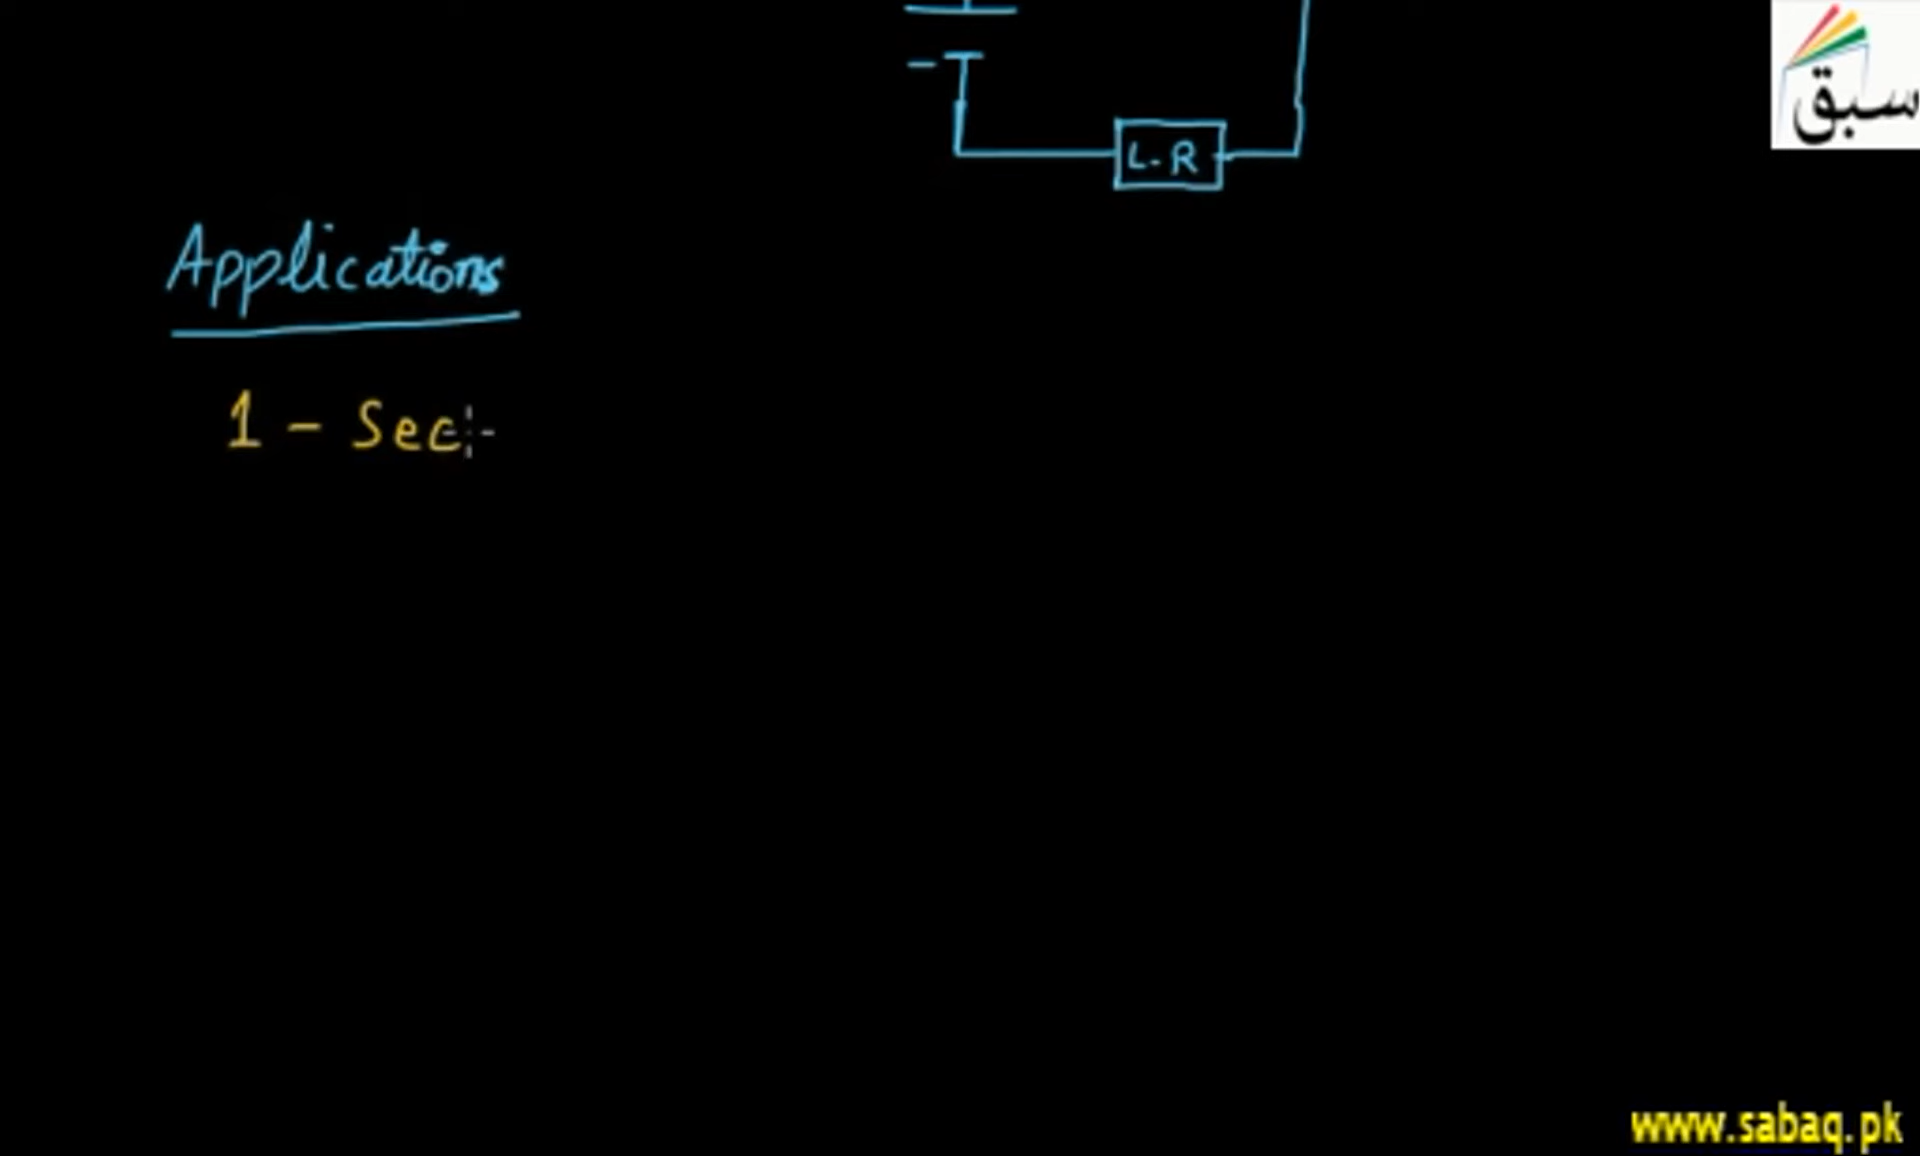 سبق
-
L-R
Applications
1 - Sec
www.sabaq.pk